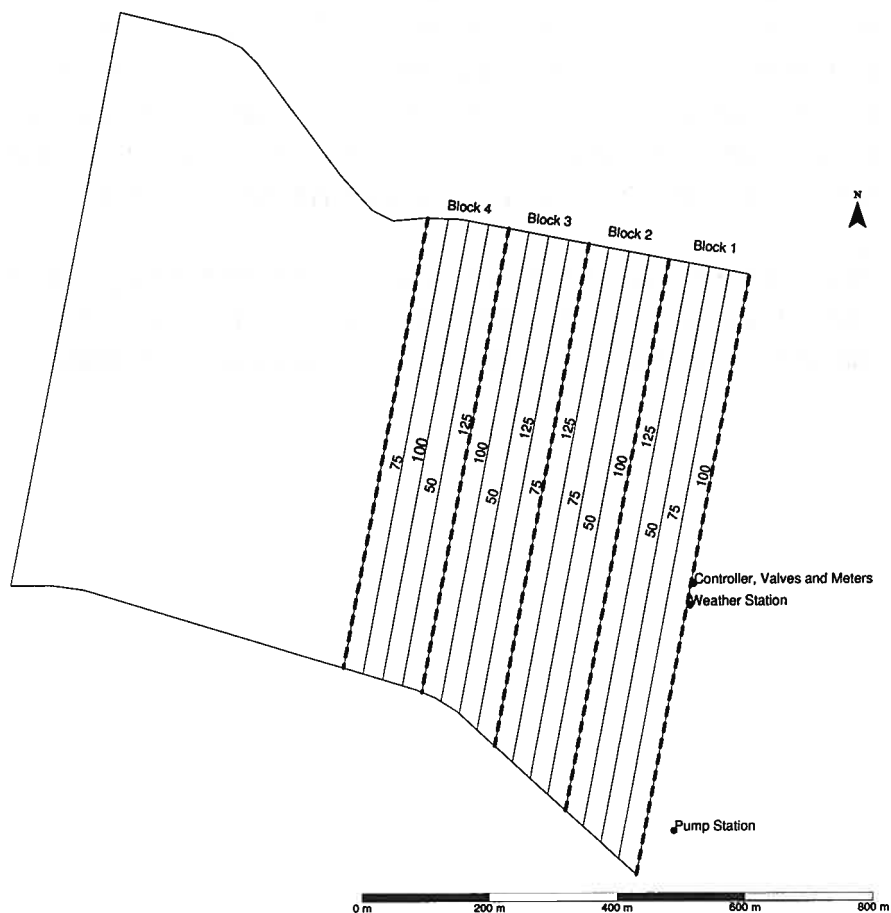 N
Block 4
Block 3
Block 2
Block 1
75
100
50
125
100
50
125
75
125
75
50
100
125
50
75
100
Controller, Valves and Meters
Weather Station
Pump Station
0 m
200 m
400 m
600 m
800 m